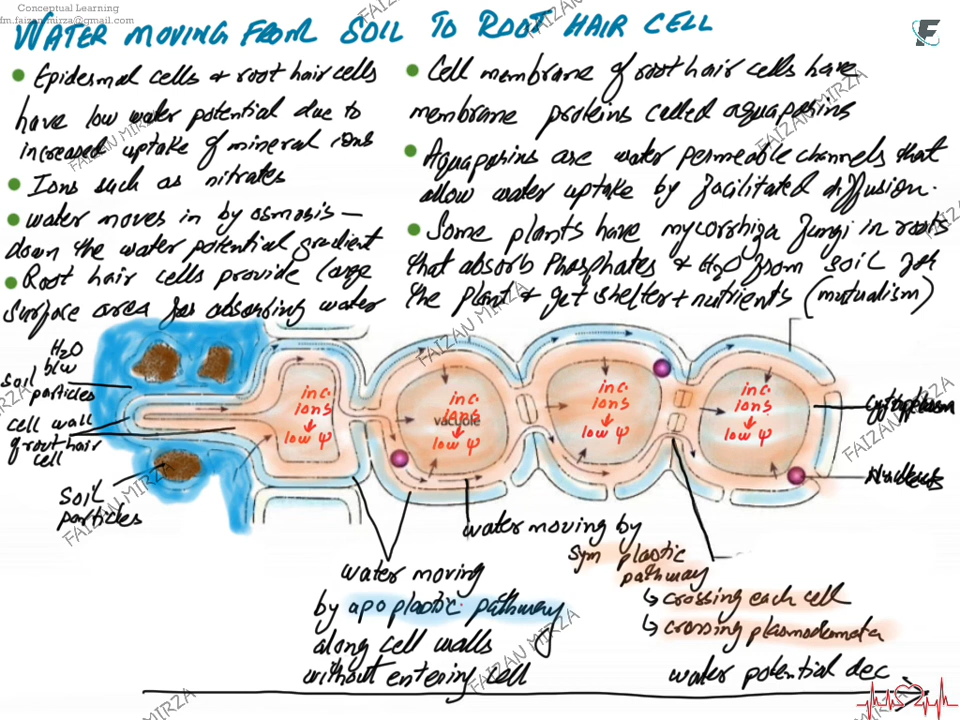 Conceptual Learning
fm.faizan.mirza@gmail.com
WATER MOVING FROM SOIL TO ROOT HAIR CELL
F
• Epidermal cells & root hair cells
have low water potential due to
increased uptake of mineral ions
• Ions such as nitrates
• water moves in by osmosis —
down the water potential gradient
• Root hair cells provide large
surface area for absorbing water
• Cell membrane of root hair cells have
membrane proteins called aquaporins
• Aquaporins are water permeable channels that
allow water uptake by facilitated diffusion.
• Some plants have mycorrhiza fungi in roots
that absorb Phosphates & H2O from soil for
the plant & get shelter + nutrients (mutualism)
H2O
b/w
soil
particles
cell wall
of root hair
cell
soil
particles
inc.
ions
↓
low ψ
inc.
ions
vacuole
↓
low ψ
inc.
ions
↓
low ψ
inc.
ions
↓
low ψ
cytoplasm
Nucleus
water moving
by apoplastic pathway
along cell walls
without entering cell
water moving by
symplastic
pathway
↳ crossing each cell
↳ crossing plasmodesmata
water potential dec
FAIZAN MIRZA